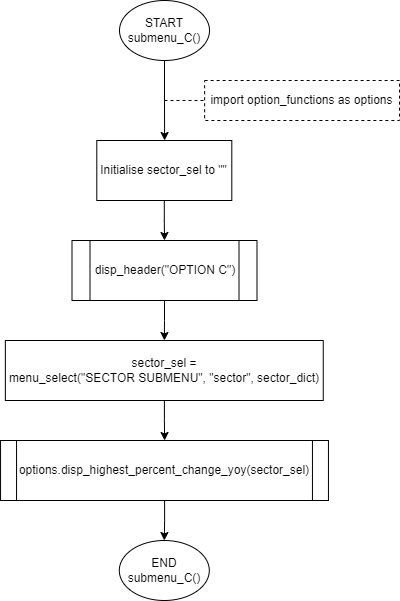 START
submenu_C()
import option_functions as options
Initialise sector_sel to ""
disp_header("OPTION C")
sector_sel =
menu_select("SECTOR SUBMENU", "sector", sector_dict)
options.disp_highest_percent_change_yoy(sector_sel)
END
submenu_C()